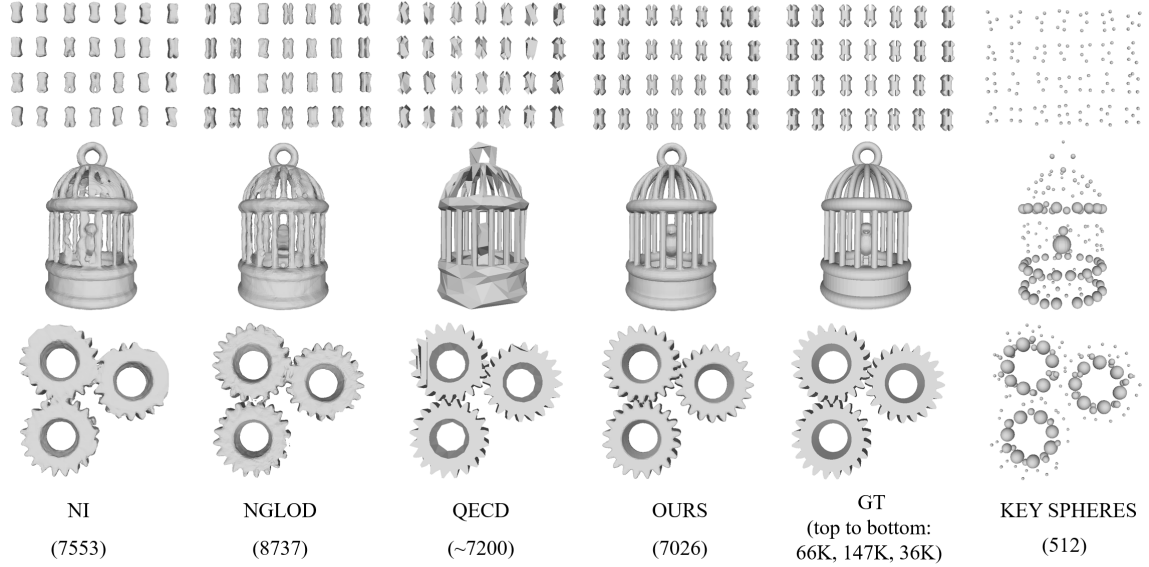 NI
(7553)
NGLOD
(8737)
QECD
(~7200)
OURS
(7026)
GT
(top to bottom:
66K, 147K, 36K)
KEY SPHERES
(512)